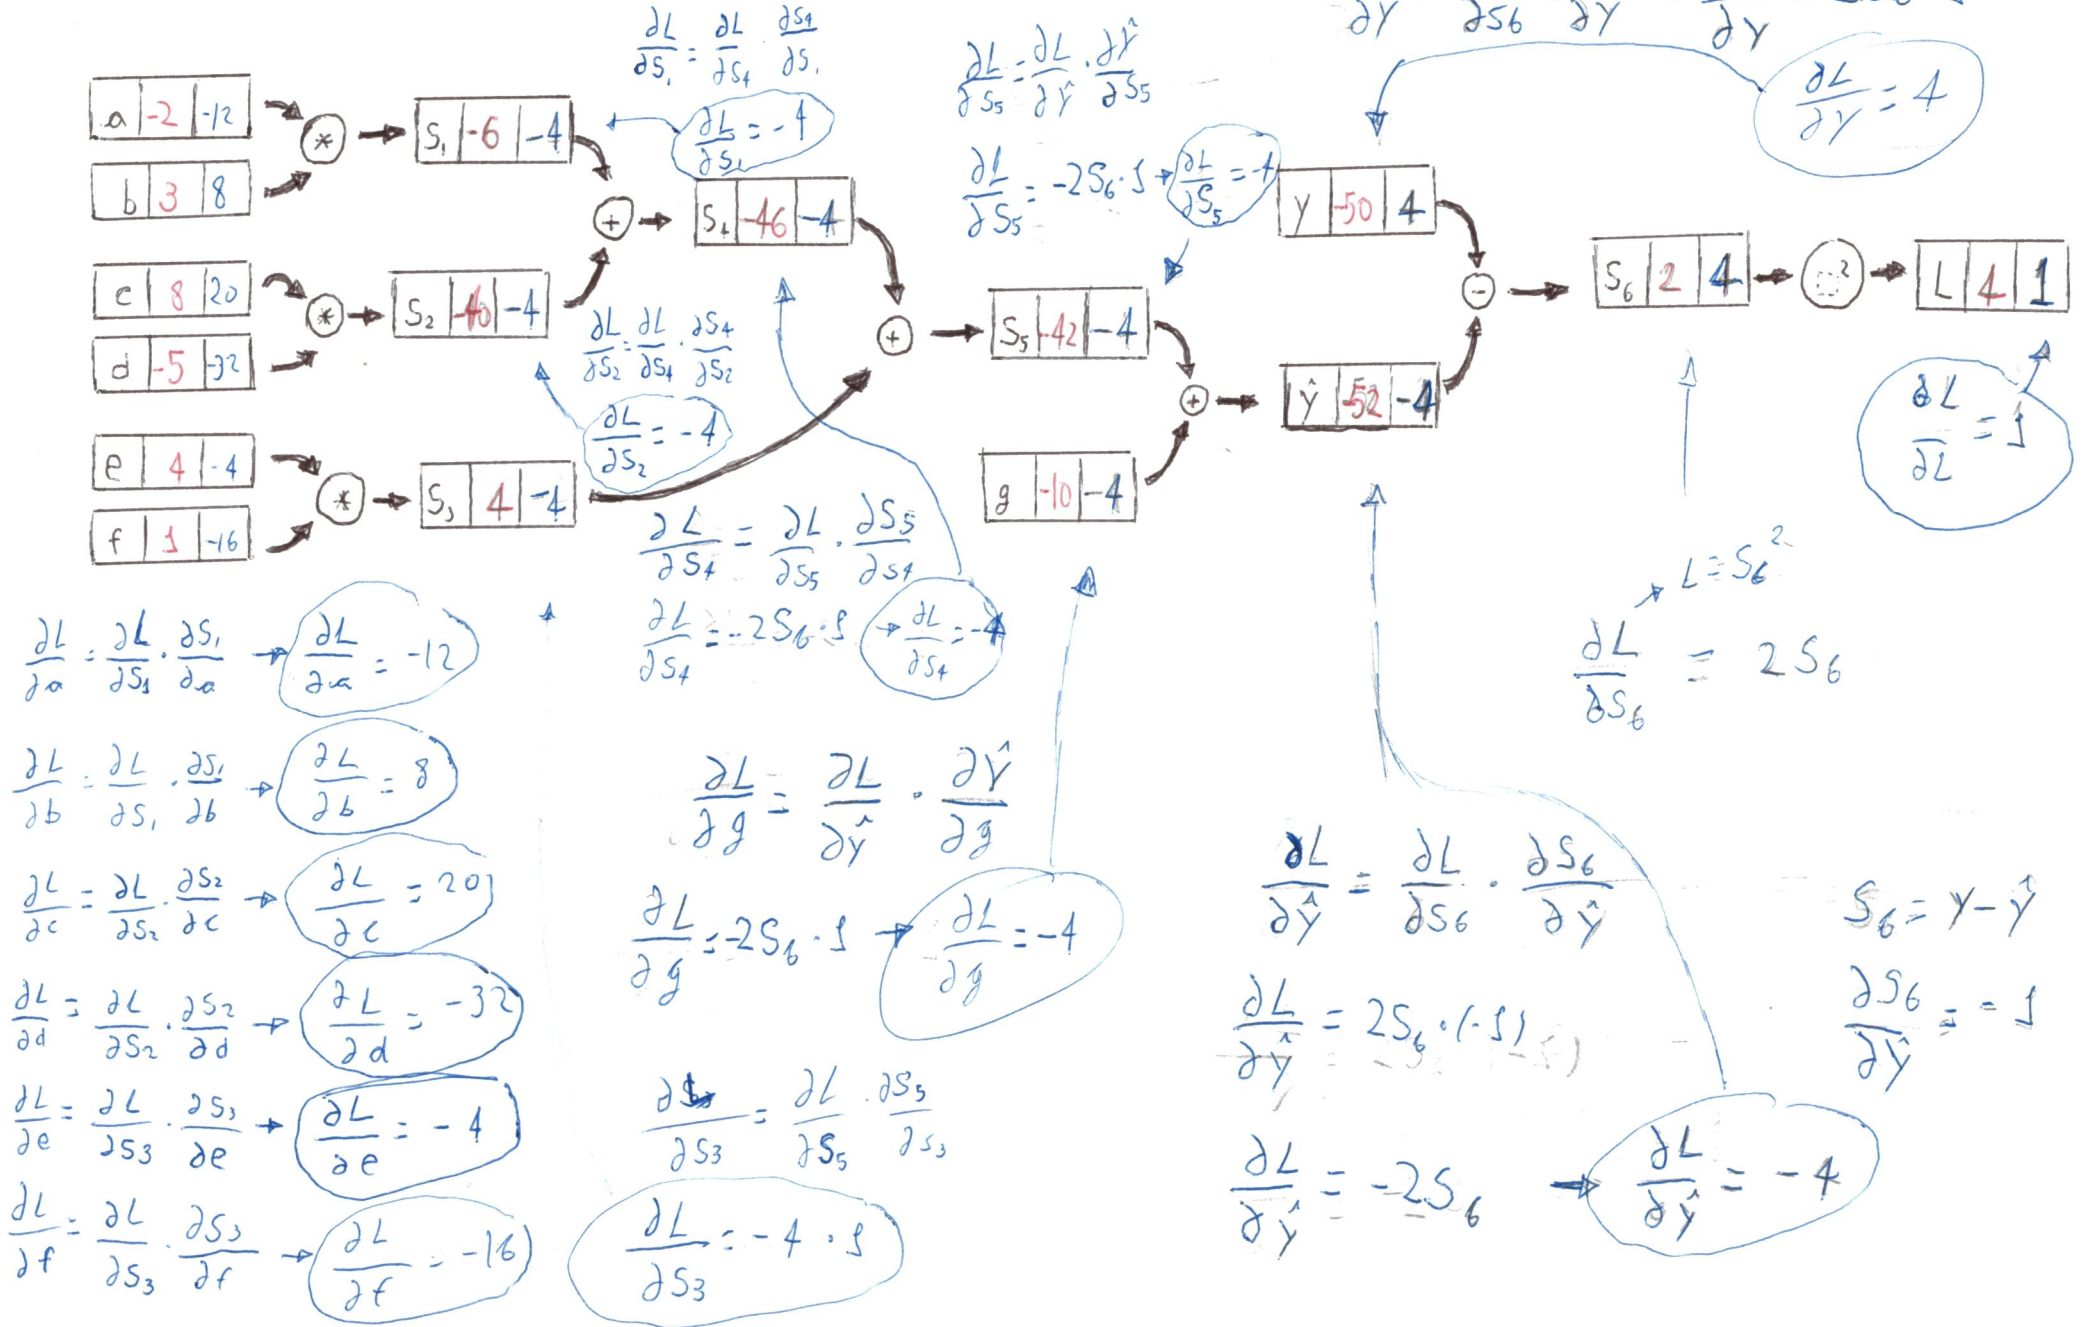 ∂Y ∂S6 ∂Y ∂Y
∂L/∂Y = 4
∂L/∂S₁ = ∂L/∂S4 · ∂S4/∂S₁
∂L/∂S1 = -4
∂L/∂S5 = ∂L/∂Ŷ · ∂Ŷ/∂S5
∂L/∂S5 = -2S6 · 1 → ∂L/∂S5 = -4
a -2 -12
b 3 8
*
S₁ -6 -4
+
S4 -46 -4
c 8 20
d -5 -32
*
S₂ -40 -4
∂L/∂S2 = ∂L/∂S4 · ∂S4/∂S2
∂L/∂S2 = -4
e 4 -4
f 1 -16
*
S₃ 4 -4
+
S5 -42 -4
g -10 -4
+
Y -50 4
ŷ -52 -4
-
S6 2 4
²
L 4 1
∂L/∂L = 1
∂L/∂S4 = ∂L/∂S5 · ∂S5/∂S4
∂L/∂S4 = -2S6 · 1 → ∂L/∂S4 = -4
L = S6²
∂L/∂S6 = 2S6
∂L/∂a = ∂L/∂S1 · ∂S1/∂a → ∂L/∂a = -12
∂L/∂b = ∂L/∂S1 · ∂S1/∂b → ∂L/∂b = 8
∂L/∂c = ∂L/∂S2 · ∂S2/∂c → ∂L/∂c = 20
∂L/∂d = ∂L/∂S2 · ∂S2/∂d → ∂L/∂d = -32
∂L/∂e = ∂L/∂S3 · ∂S3/∂e → ∂L/∂e = -4
∂L/∂f = ∂L/∂S3 · ∂S3/∂f → ∂L/∂f = -16
∂L/∂g = ∂L/∂Ŷ · ∂Ŷ/∂g
∂L/∂g = -2S6 · 1 → ∂L/∂g = -4
∂L/∂S3 = ∂L/∂S5 · ∂S5/∂S3
∂L/∂S3 = -4 · 1
∂L/∂Ŷ = ∂L/∂S6 · ∂S6/∂Ŷ
∂L/∂Ŷ = 2S6 · (-1)
∂L/∂Ŷ = -2S6 → ∂L/∂Ŷ = -4
S6 = Y - Ŷ
∂S6/∂Ŷ = -1